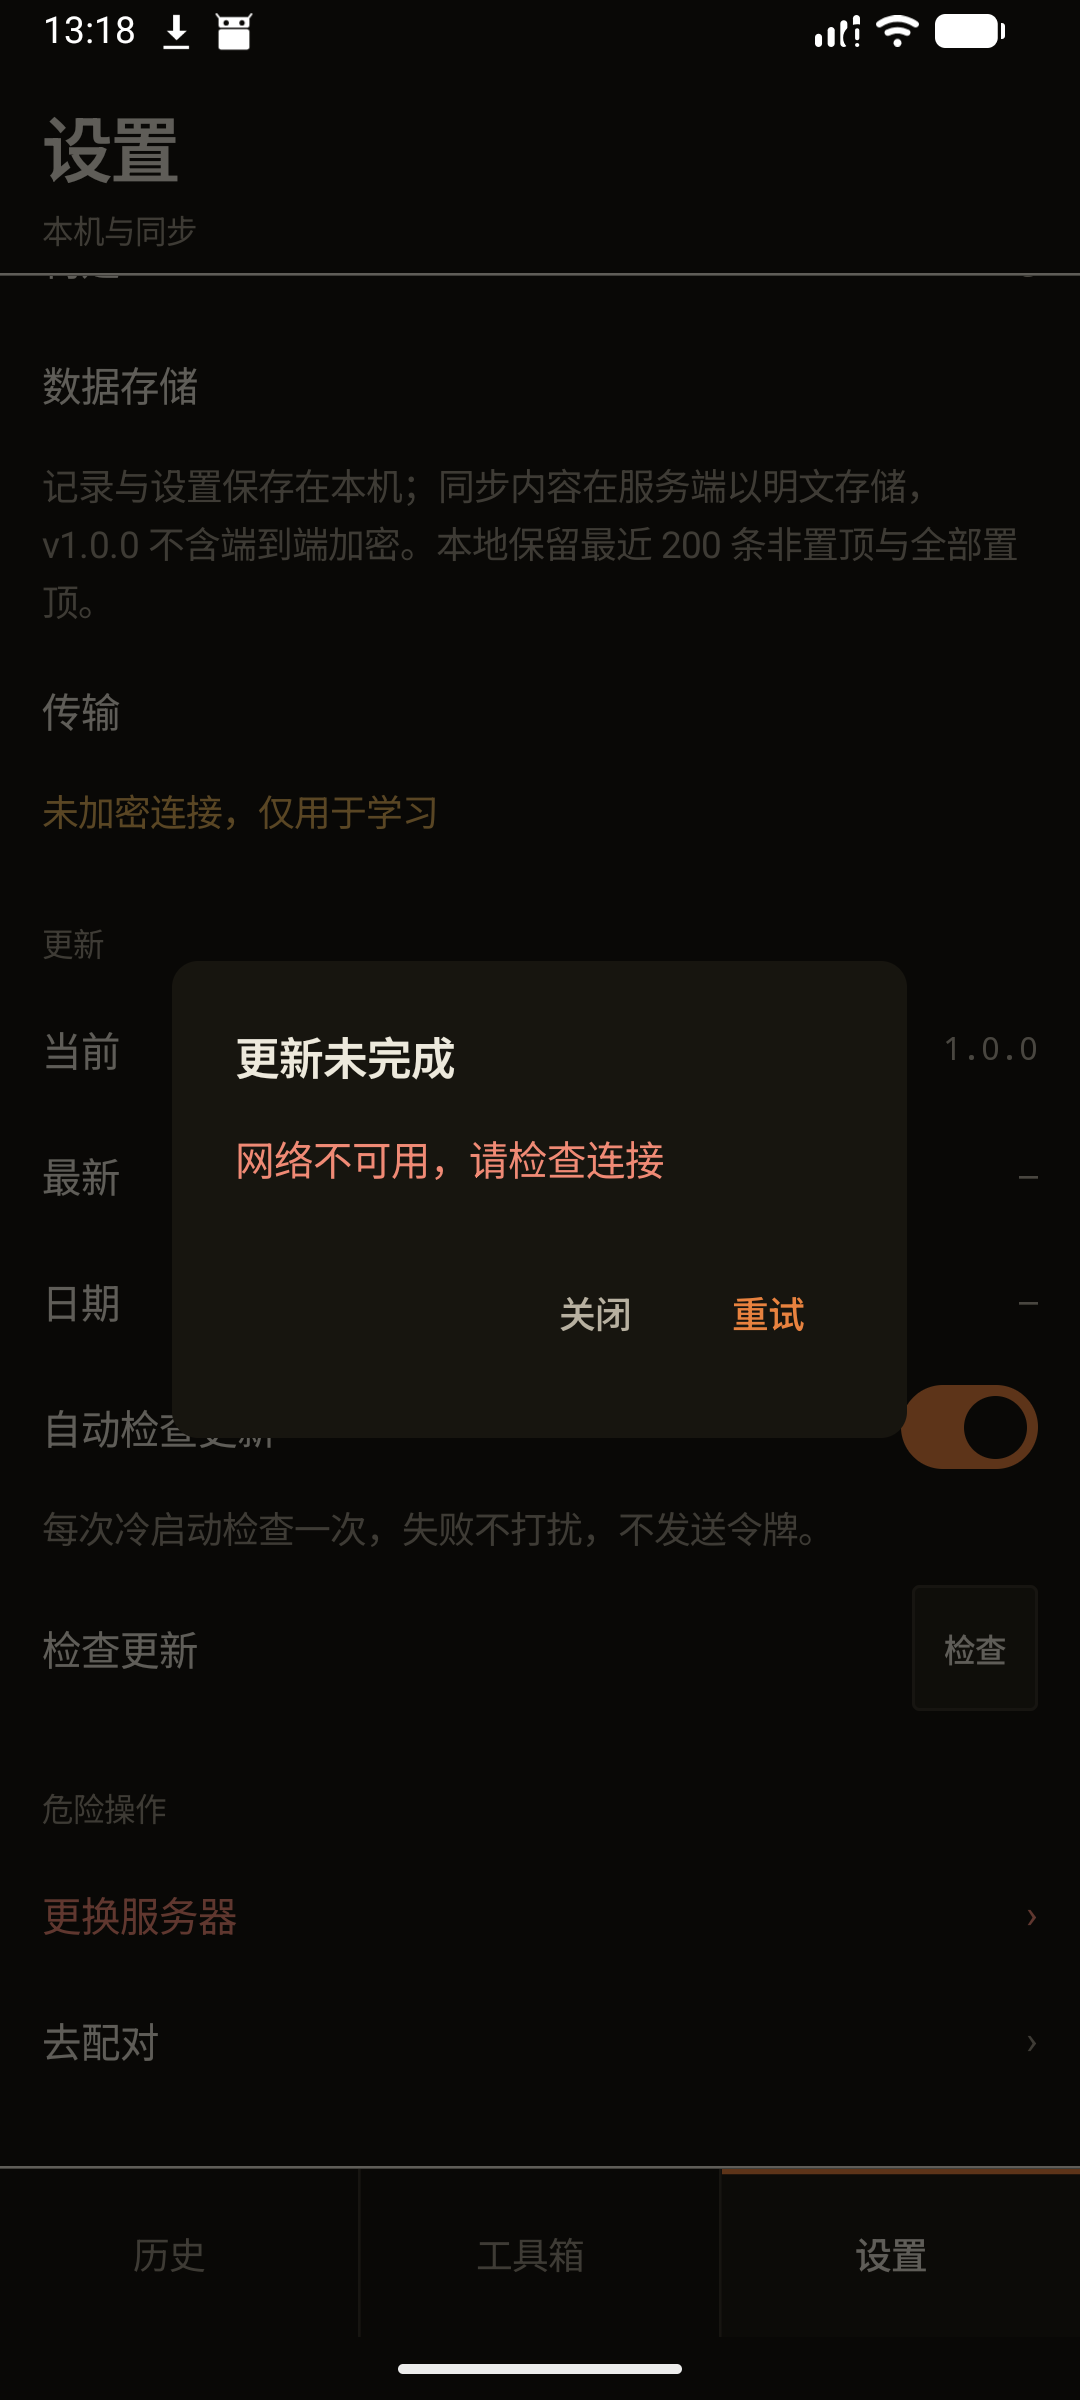 13:18
设置
本机与同步
数据存储
记录与设置保存在本机；同步内容在服务端以明文存储，
v1.0.0 不含端到端加密。本地保留最近 200 条非置顶与全部置
顶。
传输
未加密连接，仅用于学习
更新
当前
1.0.0
更新未完成
网络不可用，请检查连接
最新
—
日期
—
关闭
重试
自动检查更新
每次冷启动检查一次，失败不打扰，不发送令牌。
检查更新
检查
危险操作
更换服务器
›
去配对
›
历史
工具箱
设置